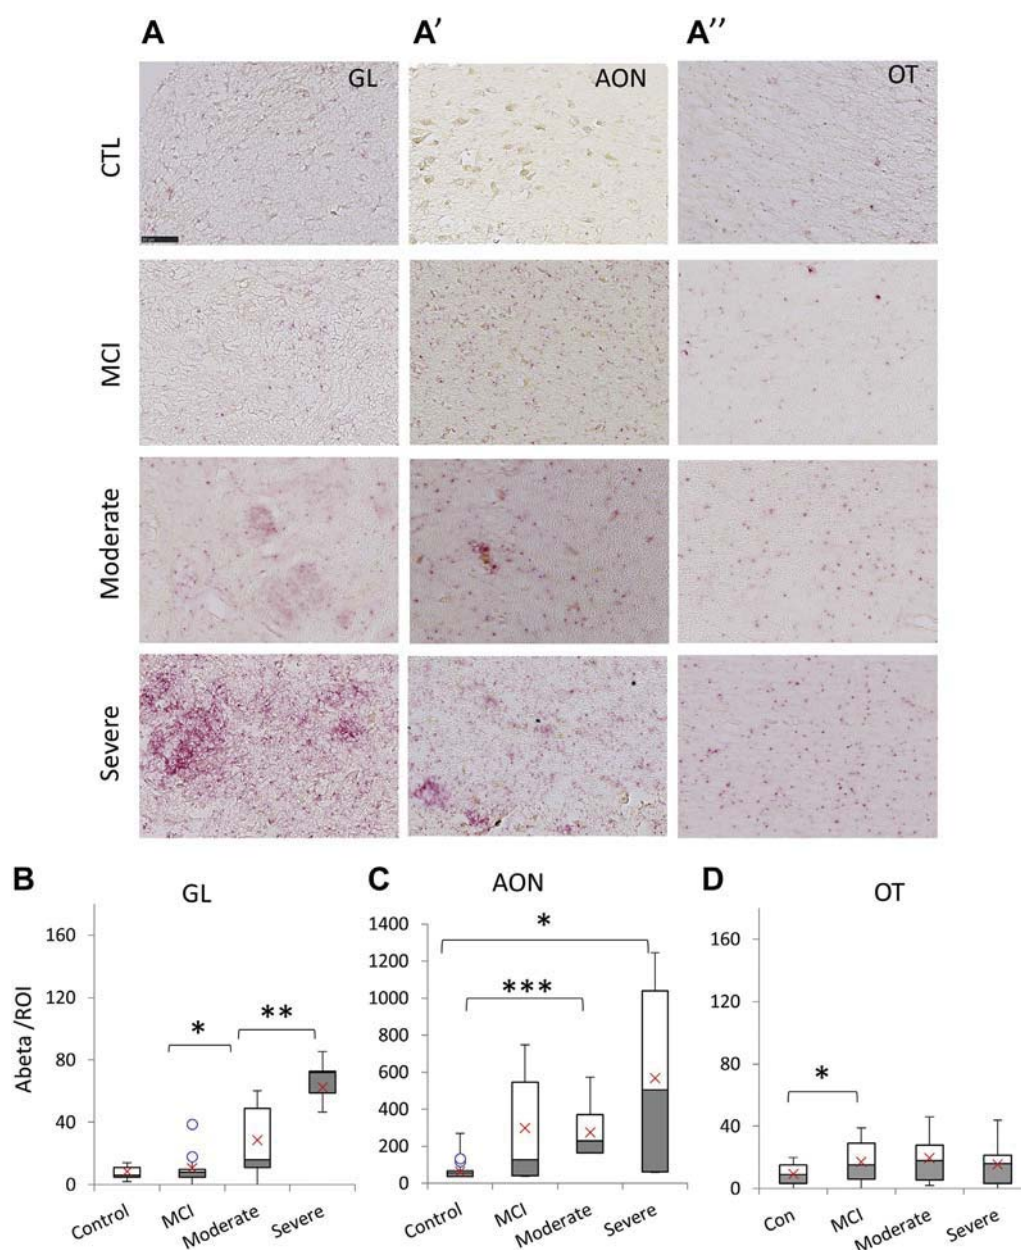 A A′ A″
GL AON OT
CTL
MCI
Moderate
Severe
B GL
C AON
D OT
Abeta /ROI
160
120
80
40
0
*
**
Control MCI Moderate Severe
1400
1200
1000
800
600
400
200
0
*
***
Control MCI Moderate Severe
160
120
80
40
0
*
Con MCI Moderate Severe